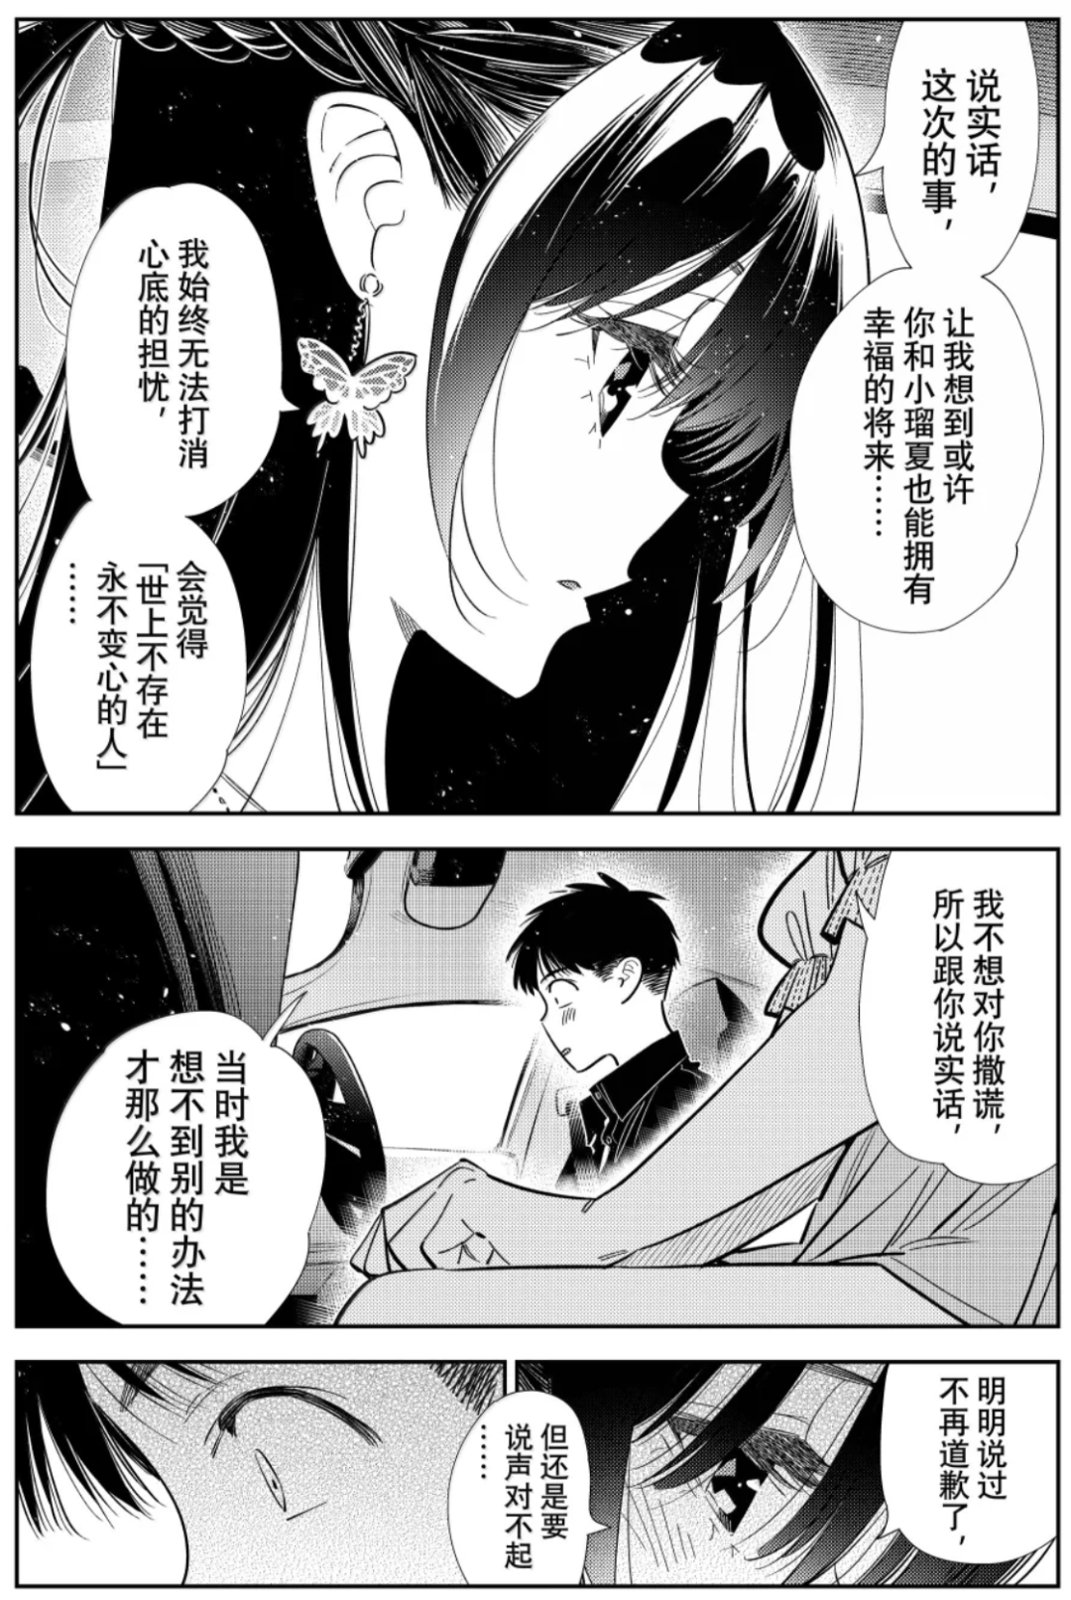 说实话，
这次的事，
让我想到或许
你和小瑠夏也能拥有
幸福的将来……
我始终无法打消
心底的担忧，
会觉得
「世上不存在
永不变心的人」
……
我不想对你撒谎，
所以跟你说实话，
当时我是
想不到别的办法
才那么做的……
明明说过
不再道歉了，
但还是要
说声对不起
……